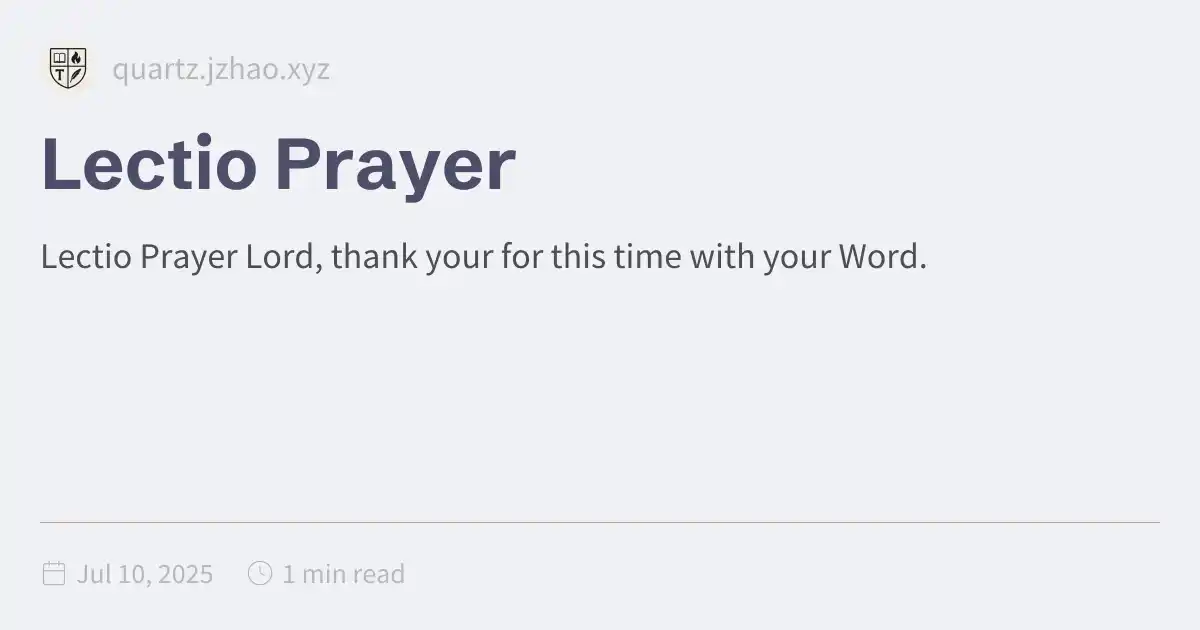 T
quartz.jzhao.xyz
Lectio Prayer
Lectio Prayer Lord, thank your for this time with your Word.
Jul 10, 2025 1 min read